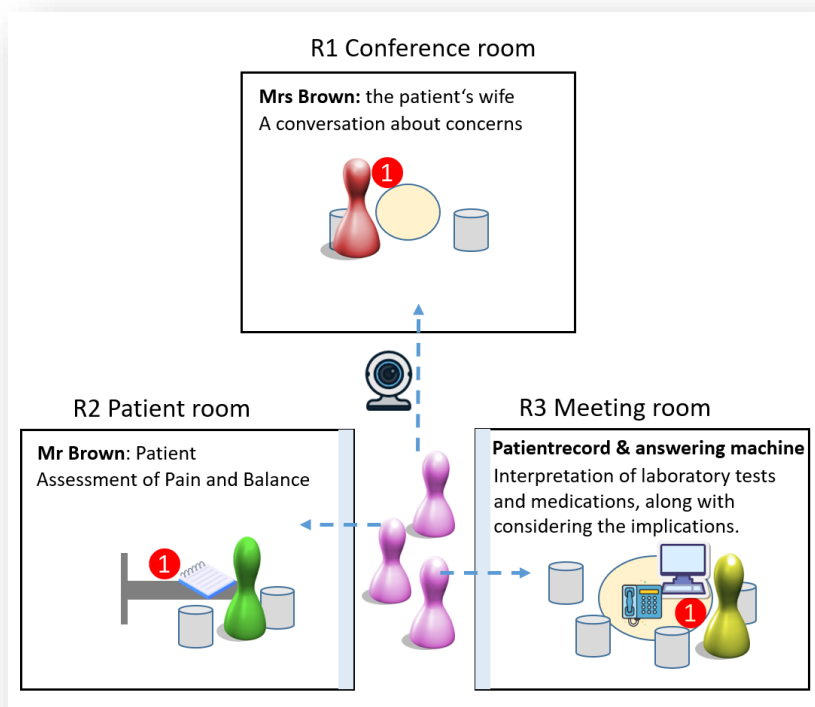 R1 Conference room
Mrs Brown: the patient‘s wife
A conversation about concerns
1
R2 Patient room
Mr Brown: Patient
Assessment of Pain and Balance
1
R3 Meeting room
Patientrecord & answering machine
Interpretation of laboratory tests
and medications, along with
considering the implications.
1